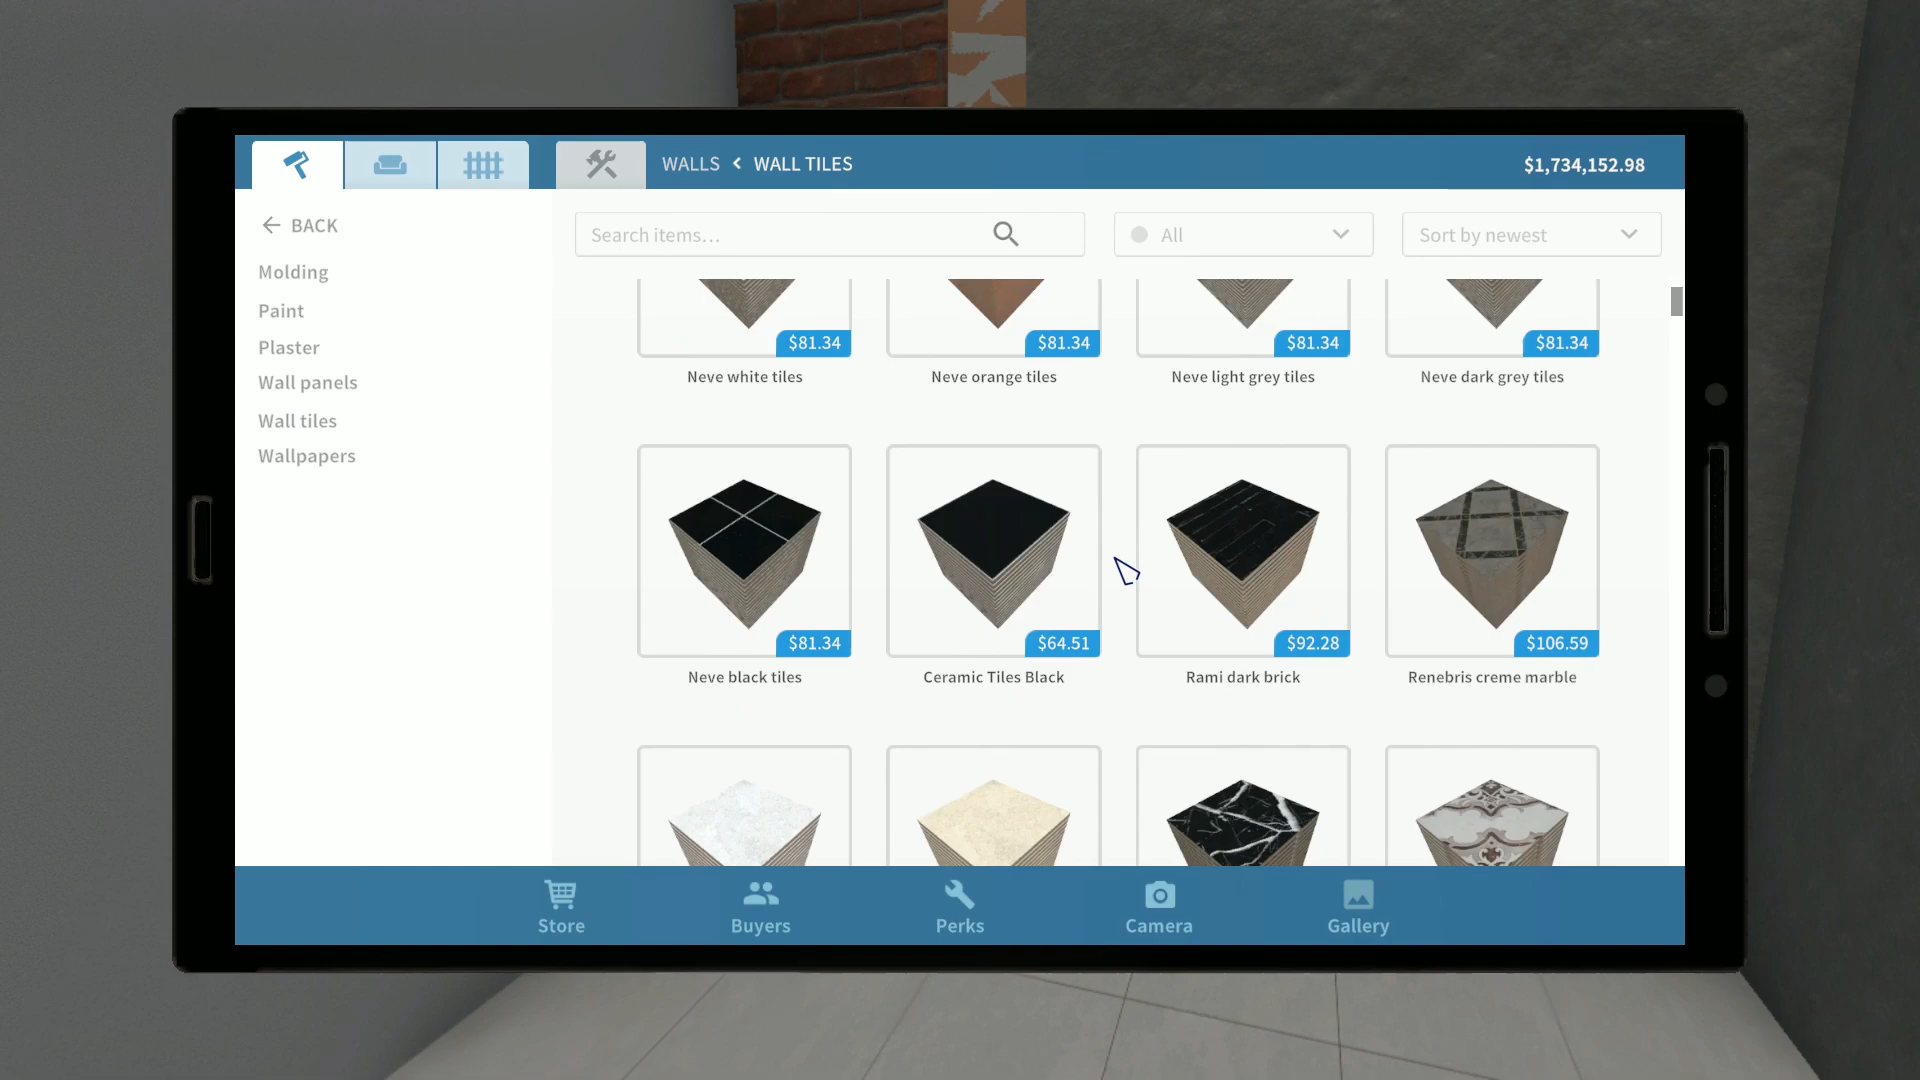 WALLS < WALL TILES
$1,734,152.98
BACK
Molding
Paint
Plaster
Wall panels
Wall tiles
Wallpapers
Search items...
All
Sort by newest
$81.34
$81.34
$81.34
$81.34
Neve white tiles
Neve orange tiles
Neve light grey tiles
Neve dark grey tiles
$81.34
$64.51
$92.28
$106.59
Neve black tiles
Ceramic Tiles Black
Rami dark brick
Renebris creme marble
Store
Buyers
Perks
Camera
Gallery